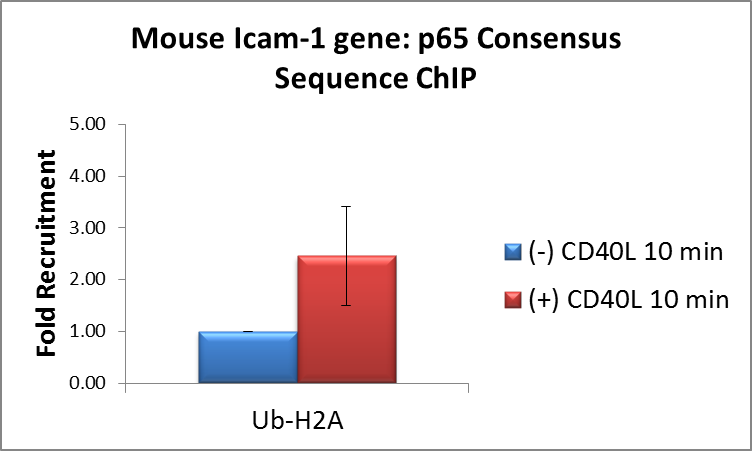 Mouse Icam-1 gene: p65 Consensus
Sequence ChIP
5.00
4.00
3.00
2.00
1.00
0.00
Fold Recruitment
Ub-H2A
(-) CD40L 10 min
(+) CD40L 10 min